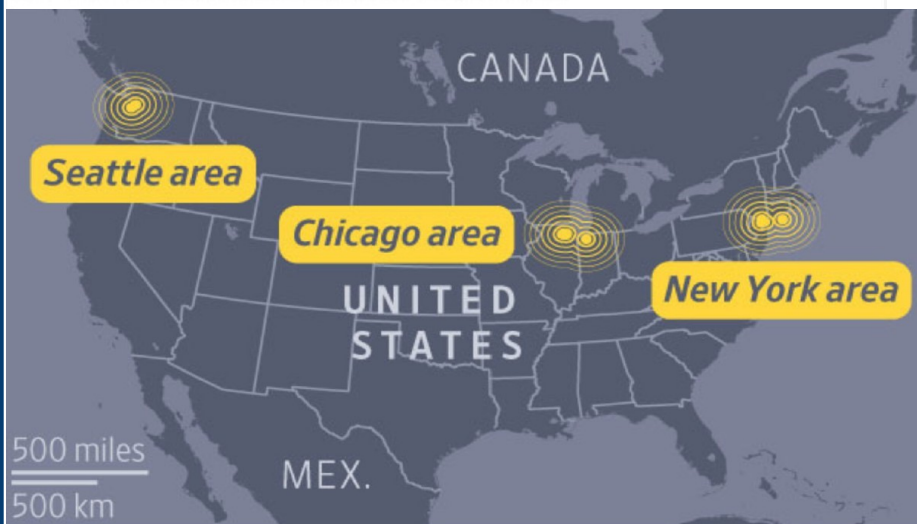 CANADA
Seattle area
Chicago area
New York area
UNITED
STATES
500 miles
500 km
MEX.